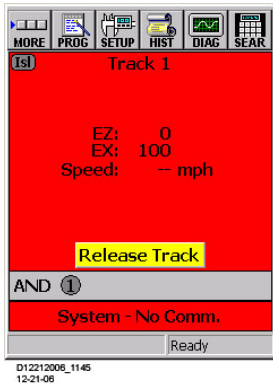 MORE PROG SETUP HIST DIAG SEAR
Isl Track 1
EZ: 0
EX: 100
Speed: -- mph
Release Track
AND 1
System - No Comm.
Ready
D12212006_1145
12-21-06